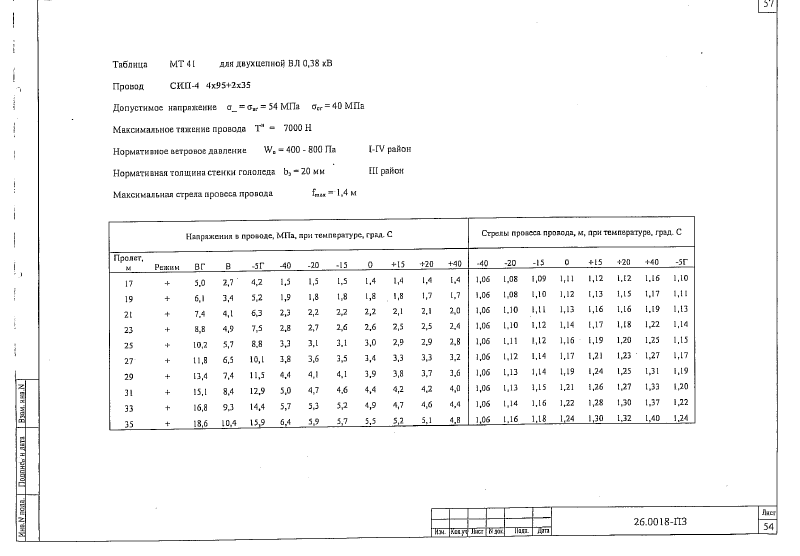 57
Таблица МТ 41 для двухцепной ВЛ 0,38 кВ
Провод СИП-4 4х95+2х35
Допустимое напряжение σ_ = σнг = 54 МПа σсг = 40 МПа
Максимальное тяжение провода Тн = 7000 Н
Нормативное ветровое давление W₀ = 400 - 800 Па I-IV район
Нормативная толщина стенки гололеда bэ = 20 мм III район
Максимальная стрела провеса провода fmax = 1,4 м
Напряжения в проводе, МПа, при температуре, град. С Стрелы провеса провода, м, при температуре, град. С
Пролет, м Режим ВГ В -5Г -40 -20 -15 0 +15 +20 +40 -40 -20 -15 0 +15 +20 +40 -5Г
17 + 5,0 2,7 4,2 1,5 1,5 1,5 1,4 1,4 1,4 1,4 1,06 1,08 1,09 1,11 1,12 1,12 1,16 1,10
19 + 6,1 3,4 5,2 1,9 1,8 1,8 1,8 1,8 1,7 1,7 1,06 1,08 1,10 1,12 1,13 1,15 1,17 1,11
21 + 7,4 4,1 6,3 2,3 2,2 2,2 2,2 2,1 2,1 2,0 1,06 1,10 1,11 1,13 1,16 1,16 1,19 1,13
23 + 8,8 4,9 7,5 2,8 2,7 2,6 2,6 2,5 2,5 2,4 1,06 1,10 1,12 1,14 1,17 1,18 1,22 1,14
25 + 10,2 5,7 8,8 3,3 3,1 3,1 3,0 2,9 2,9 2,8 1,06 1,11 1,12 1,16 1,19 1,20 1,25 1,15
27 + 11,8 6,5 10,1 3,8 3,6 3,5 3,4 3,3 3,3 3,2 1,06 1,12 1,14 1,17 1,21 1,23 1,27 1,17
29 + 13,4 7,4 11,5 4,4 4,1 4,1 3,9 3,8 3,7 3,6 1,06 1,13 1,14 1,19 1,24 1,25 1,31 1,19
31 + 15,1 8,4 12,9 5,0 4,7 4,6 4,4 4,2 4,2 4,0 1,06 1,13 1,15 1,21 1,26 1,27 1,33 1,20
33 + 16,8 9,3 14,4 5,7 5,3 5,2 4,9 4,7 4,6 4,4 1,06 1,14 1,16 1,22 1,28 1,30 1,37 1,22
35 + 18,6 10,4 15,9 6,4 5,9 5,7 5,5 5,2 5,1 4,8 1,06 1,16 1,18 1,24 1,30 1,32 1,40 1,24
Взам. инв N
Подпись и дата
Инв.N подл.
Изм. Кол.уч Лист N док. Подп. Дата
26.0018-ПЗ
Лист
54